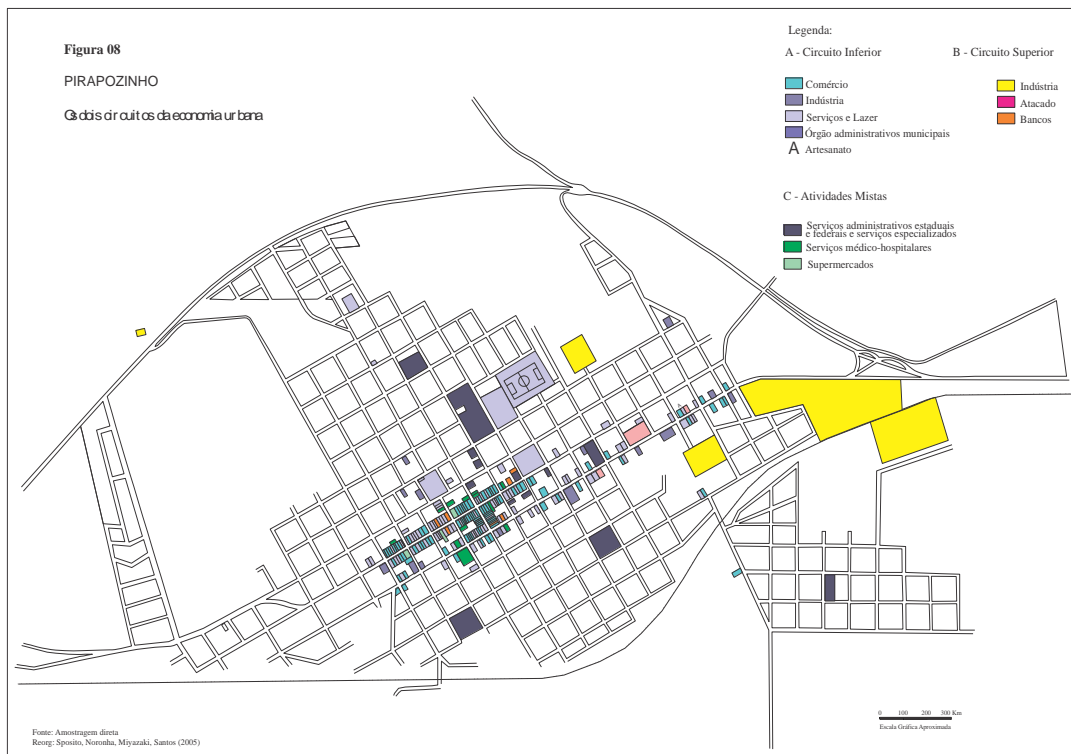 Figura 08
PIRAPOZINHO
Os dois circuitos da economia urbana
Legenda:
A - Circuito Inferior
Comércio
Indústria
Serviços e Lazer
Órgão administrativos municipais
A Artesanato
B - Circuito Superior
Indústria
Atacado
Bancos
C - Atividades Mistas
Serviços administrativos estaduais
e federais e serviços especializados
Serviços médico-hospitalares
Supermercados
0 100 200 300 Km
Escala Gráfica Aproximada
Fonte: Amostragem direta
Reorg: Sposito, Noronha, Miyazaki, Santos (2005)